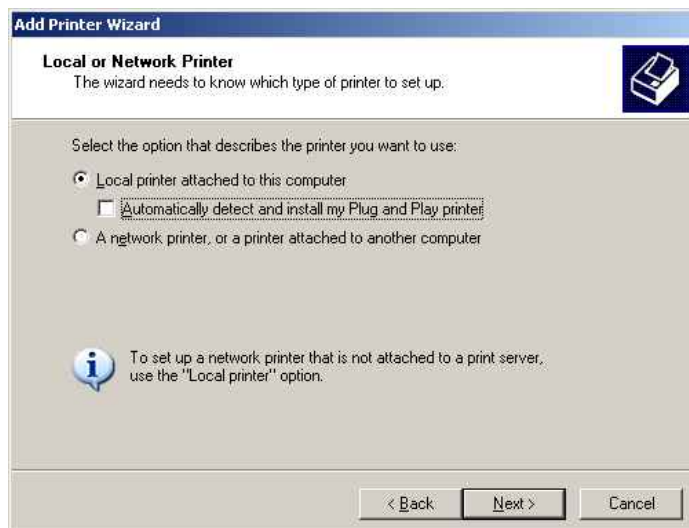 Add Printer Wizard
Local or Network Printer
The wizard needs to know which type of printer to set up.
Select the option that describes the printer you want to use:
Local printer attached to this computer
Automatically detect and install my Plug and Play printer
A network printer, or a printer attached to another computer
To set up a network printer that is not attached to a print server,
use the "Local printer" option.
< Back Next > Cancel